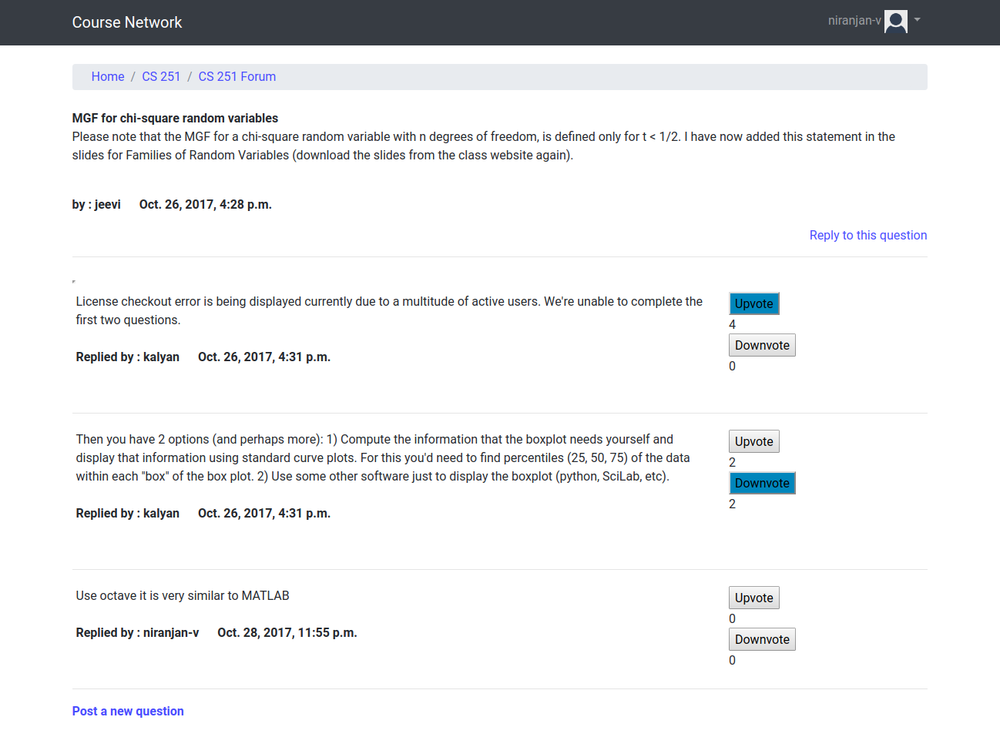 Course Network
niranjan-v
Home / CS 251 / CS 251 Forum
MGF for chi-square random variables
Please note that the MGF for a chi-square random variable with n degrees of freedom, is defined only for t < 1/2. I have now added this statement in the
slides for Families of Random Variables (download the slides from the class website again).
by : jeevi Oct. 26, 2017, 4:28 p.m.
Reply to this question
License checkout error is being displayed currently due to a multitude of active users. We're unable to complete the
first two questions.
Replied by : kalyan Oct. 26, 2017, 4:31 p.m.
Upvote
4
Downvote
0
Then you have 2 options (and perhaps more): 1) Compute the information that the boxplot needs yourself and
display that information using standard curve plots. For this you'd need to find percentiles (25, 50, 75) of the data
within each "box" of the box plot. 2) Use some other software just to display the boxplot (python, SciLab, etc).
Replied by : kalyan Oct. 26, 2017, 4:31 p.m.
Upvote
2
Downvote
2
Use octave it is very similar to MATLAB
Replied by : niranjan-v Oct. 28, 2017, 11:55 p.m.
Upvote
0
Downvote
0
Post a new question